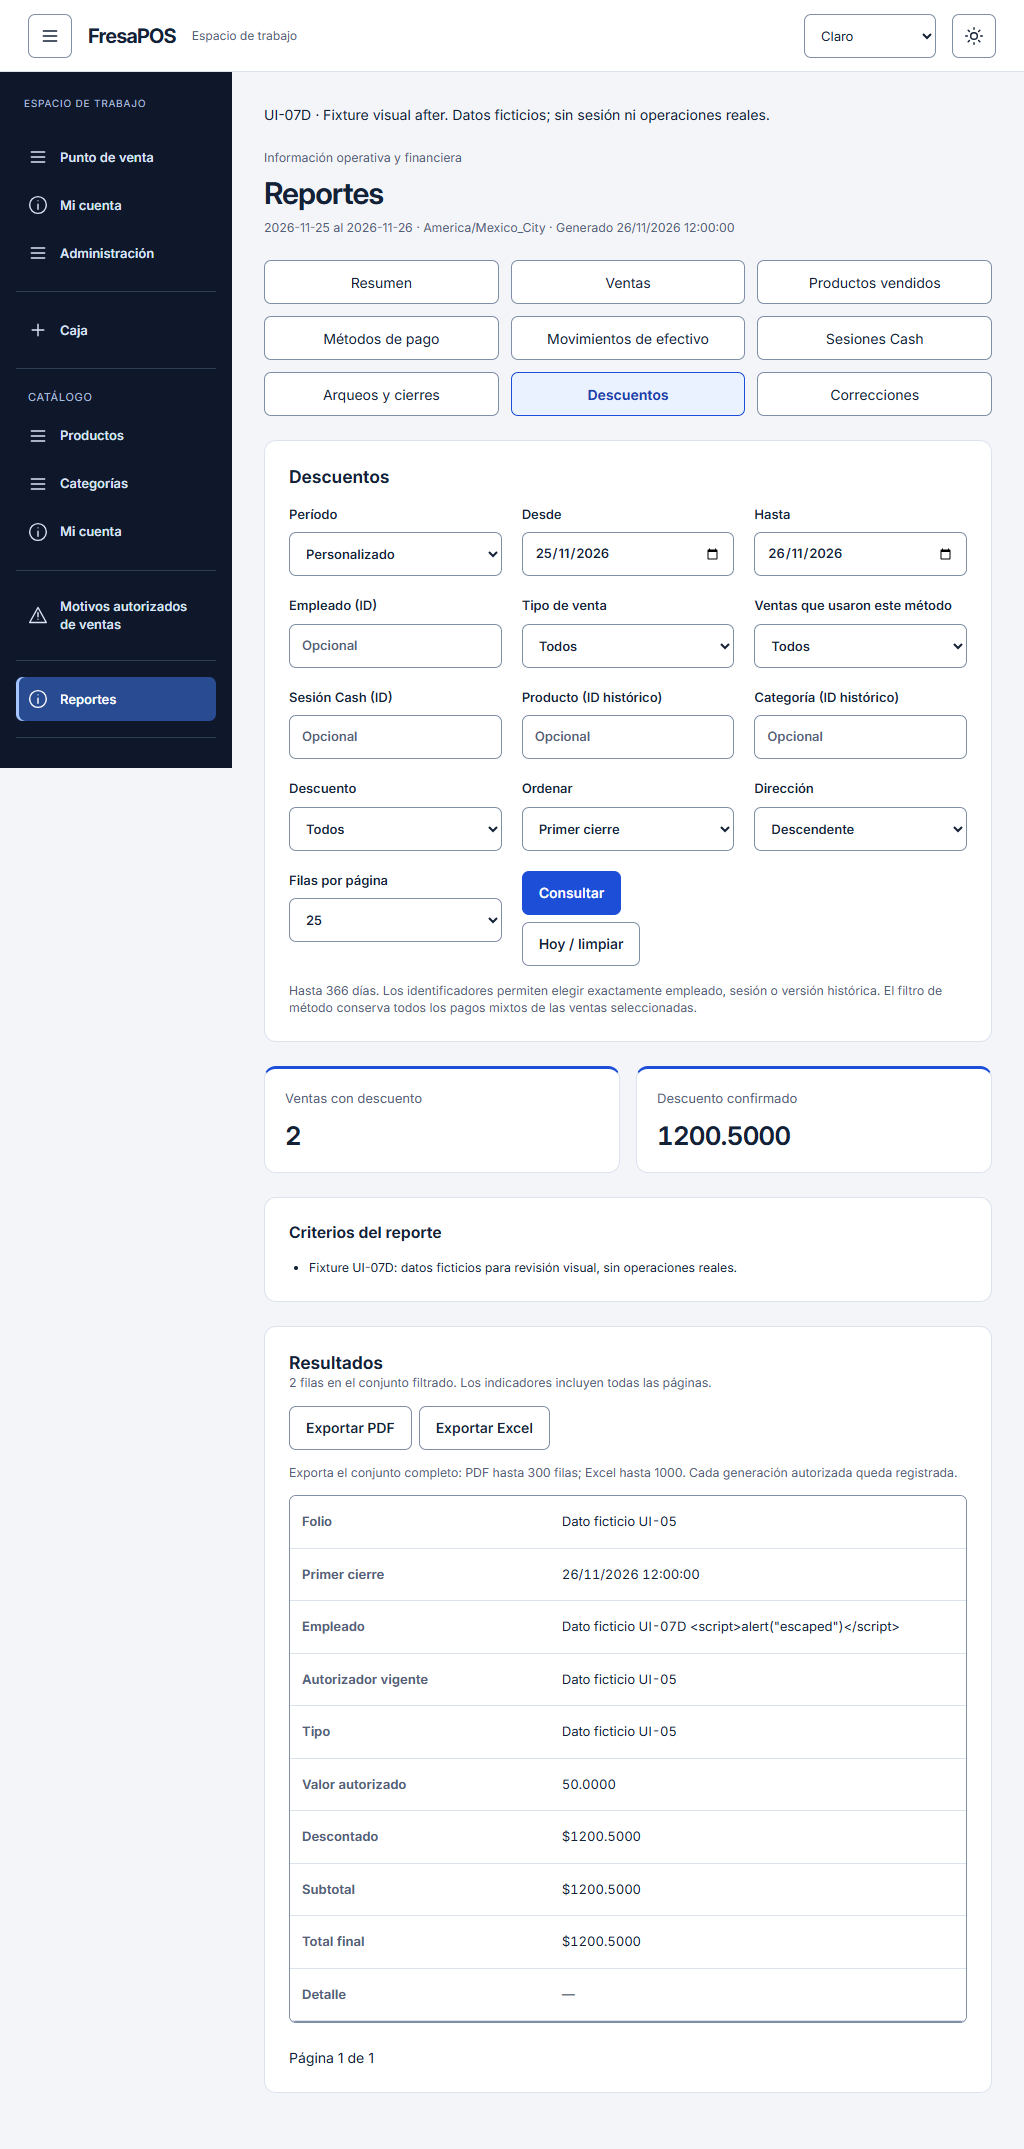 FresaPOS
Espacio de trabajo
Claro
ESPACIO DE TRABAJO
Punto de venta
Mi cuenta
Administración
Caja
CATÁLOGO
Productos
Categorías
Mi cuenta
Motivos autorizados
de ventas
Reportes
UI-07D · Fixture visual after. Datos ficticios; sin sesión ni operaciones reales.
Información operativa y financiera
Reportes
2026-11-25 al 2026-11-26 · America/Mexico_City · Generado 26/11/2026 12:00:00
Resumen
Ventas
Productos vendidos
Métodos de pago
Movimientos de efectivo
Sesiones Cash
Arqueos y cierres
Descuentos
Correcciones
Descuentos
Período
Desde
Hasta
Personalizado
25/11/2026
26/11/2026
Empleado (ID)
Tipo de venta
Ventas que usaron este método
Opcional
Todos
Todos
Sesión Cash (ID)
Producto (ID histórico)
Categoría (ID histórico)
Opcional
Opcional
Opcional
Descuento
Ordenar
Dirección
Todos
Primer cierre
Descendente
Filas por página
25
Consultar
Hoy / limpiar
Hasta 366 días. Los identificadores permiten elegir exactamente empleado, sesión o versión histórica. El filtro de
método conserva todos los pagos mixtos de las ventas seleccionadas.
Ventas con descuento
2
Descuento confirmado
1200.5000
Criterios del reporte
• Fixture UI-07D: datos ficticios para revisión visual, sin operaciones reales.
Resultados
2 filas en el conjunto filtrado. Los indicadores incluyen todas las páginas.
Exportar PDF
Exportar Excel
Exporta el conjunto completo: PDF hasta 300 filas; Excel hasta 1000. Cada generación autorizada queda registrada.
Folio Dato ficticio UI-05
Primer cierre 26/11/2026 12:00:00
Empleado Dato ficticio UI-07D <script>alert("escaped")</script>
Autorizador vigente Dato ficticio UI-05
Tipo Dato ficticio UI-05
Valor autorizado 50.0000
Descontado $1200.5000
Subtotal $1200.5000
Total final $1200.5000
Detalle —
Página 1 de 1